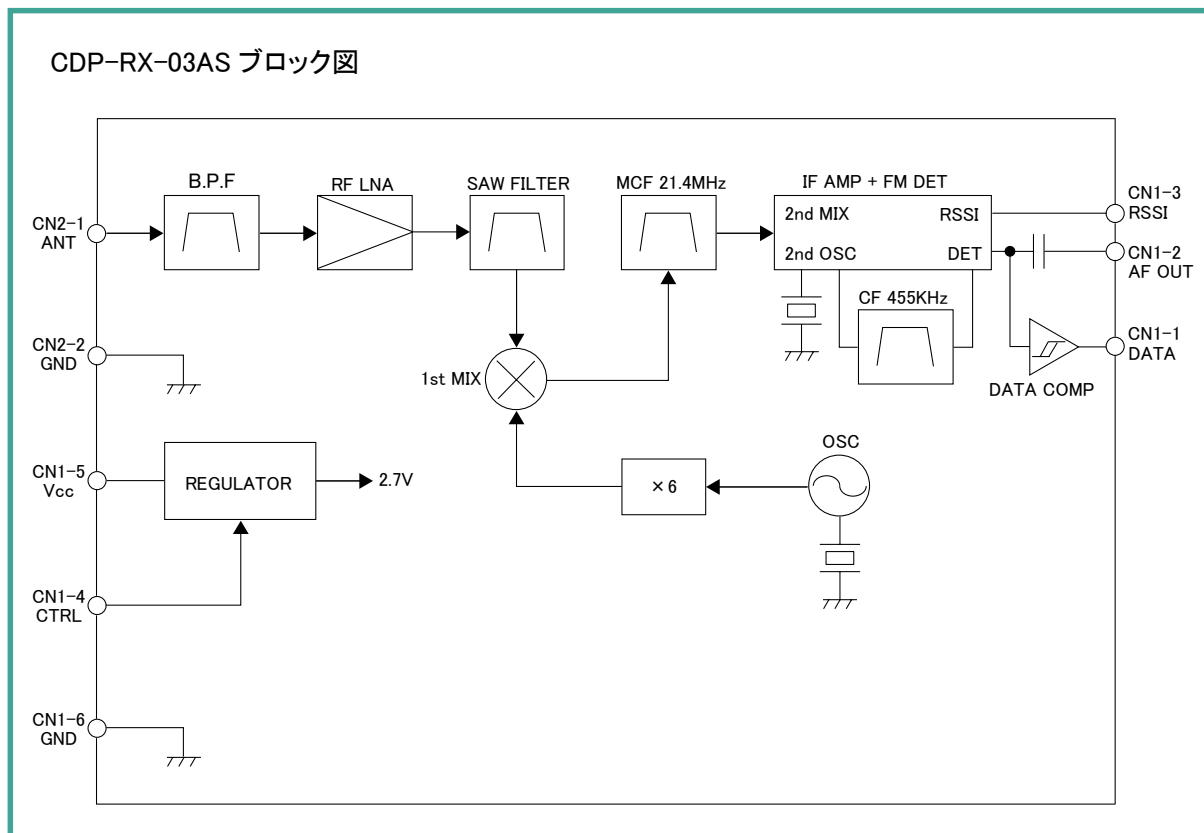 CDP-RX-03AS ブロック図
B.P.F
RF LNA
SAW FILTER
MCF 21.4MHz
IF AMP + FM DET
CN2-1
ANT
2nd MIX
RSSI
2nd OSC
DET
CN1-3
RSSI
CN1-2
AF OUT
CF 455KHz
CN1-1
DATA
DATA COMP
CN2-2
GND
1st MIX
CN1-5
Vcc
REGULATOR
2.7V
×6
OSC
CN1-4
CTRL
CN1-6
GND